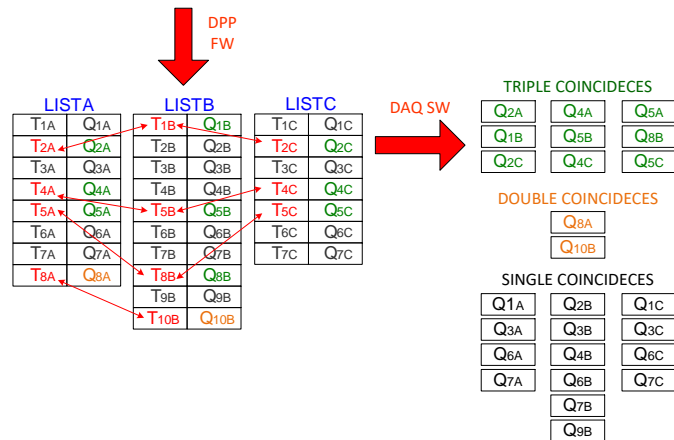 DPP
FW
LISTA LISTB LISTC
T1A Q1A T1B Q1B T1C Q1C
T2A Q2A T2B Q2B T2C Q2C
T3A Q3A T3B Q3B T3C Q3C
T4A Q4A T4B Q4B T4C Q4C
T5A Q5A T5B Q5B T5C Q5C
T6A Q6A T6B Q6B T6C Q6C
T7A Q7A T7B Q7B T7C Q7C
T8A Q8A T8B Q8B
T9B Q9B
T10B Q10B
DAQ SW
TRIPLE COINCIDECES
Q2A Q4A Q5A
Q1B Q5B Q8B
Q2C Q4C Q5C
DOUBLE COINCIDECES
Q8A
Q10B
SINGLE COINCIDECES
Q1A Q2B Q1C
Q3A Q3B Q3C
Q6A Q4B Q6C
Q7A Q6B Q7C
Q7B
Q9B